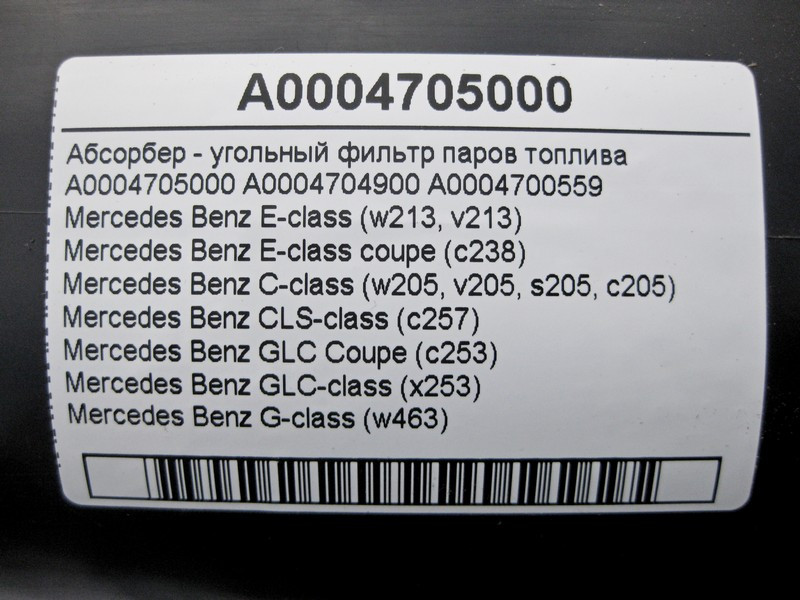 A0004705000
Абсорбер - угольный фильтр паров топлива
A0004705000 A0004704900 A0004700559
Mercedes Benz E-class (w213, v213)
Mercedes Benz E-class coupe (c238)
Mercedes Benz C-class (w205, v205, s205, c205)
Mercedes Benz CLS-class (c257)
Mercedes Benz GLC Coupe (c253)
Mercedes Benz GLC-class (x253)
Mercedes Benz G-class (w463)